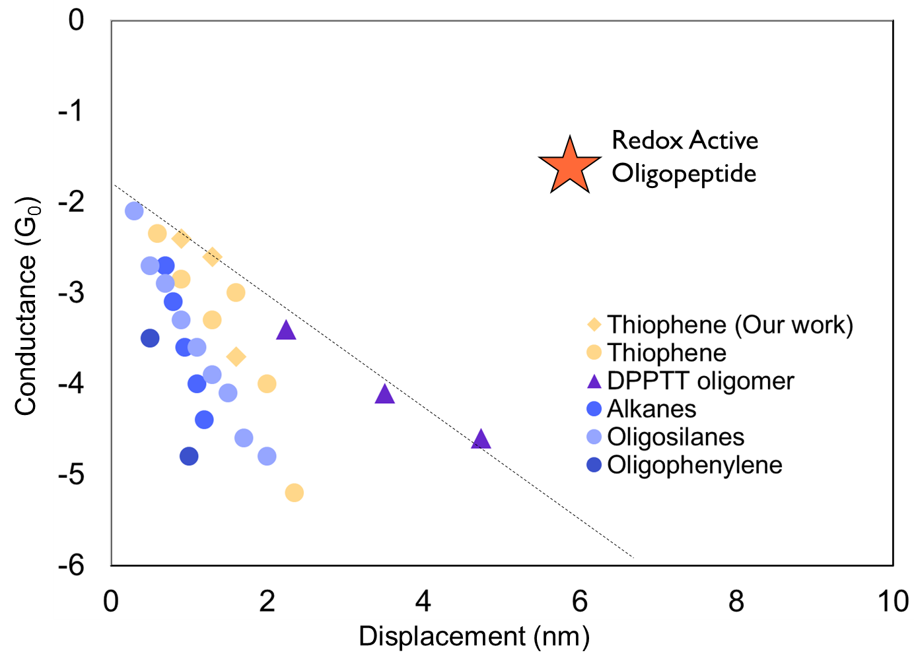 0
-1
-2
-3
-4
-5
-6
Conductance (G₀)
Redox Active
Oligopeptide
Thiophene (Our work)
Thiophene
DPPTT oligomer
Alkanes
Oligosilanes
Oligophenylene
0 2 4 6 8 10
Displacement (nm)